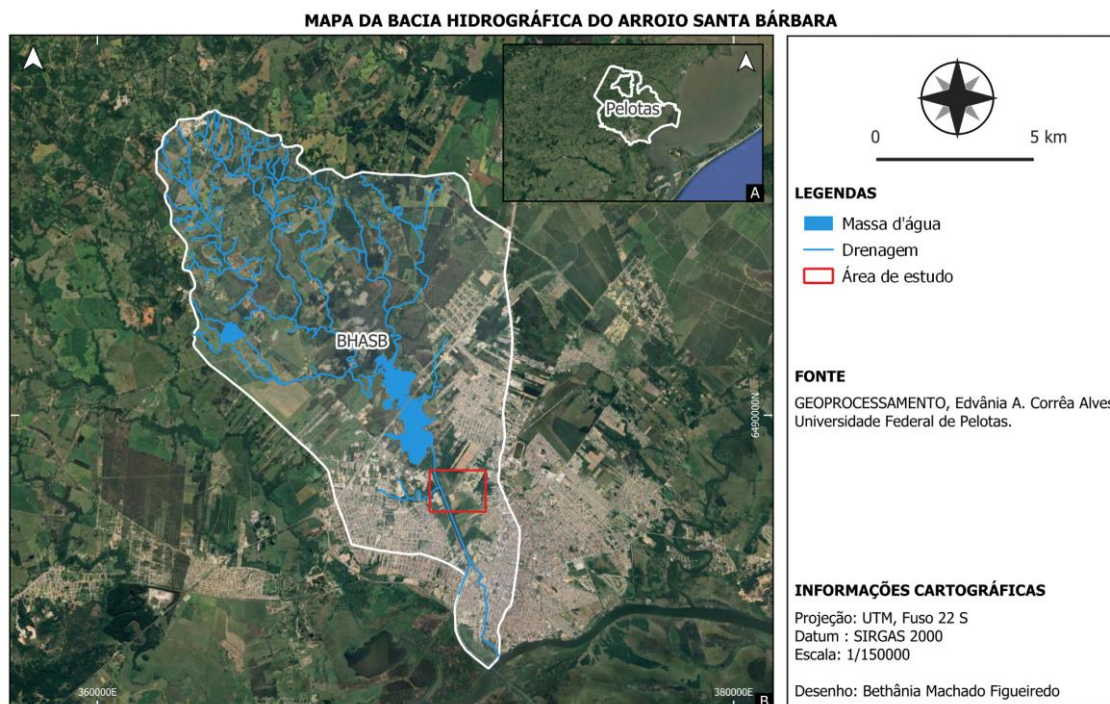 MAPA DA BACIA HIDROGRÁFICA DO ARROIO SANTA BÁRBARA
Pelotas
A
BHASB
6490000N
360000E
380000E
B
0 5 km
LEGENDAS
Massa d'água
Drenagem
Área de estudo
FONTE
GEOPROCESSAMENTO, Edvânia A. Corrêa Alves
Universidade Federal de Pelotas.
INFORMAÇÕES CARTOGRÁFICAS
Projeção: UTM, Fuso 22 S
Datum : SIRGAS 2000
Escala: 1/150000
Desenho: Bethânia Machado Figueiredo